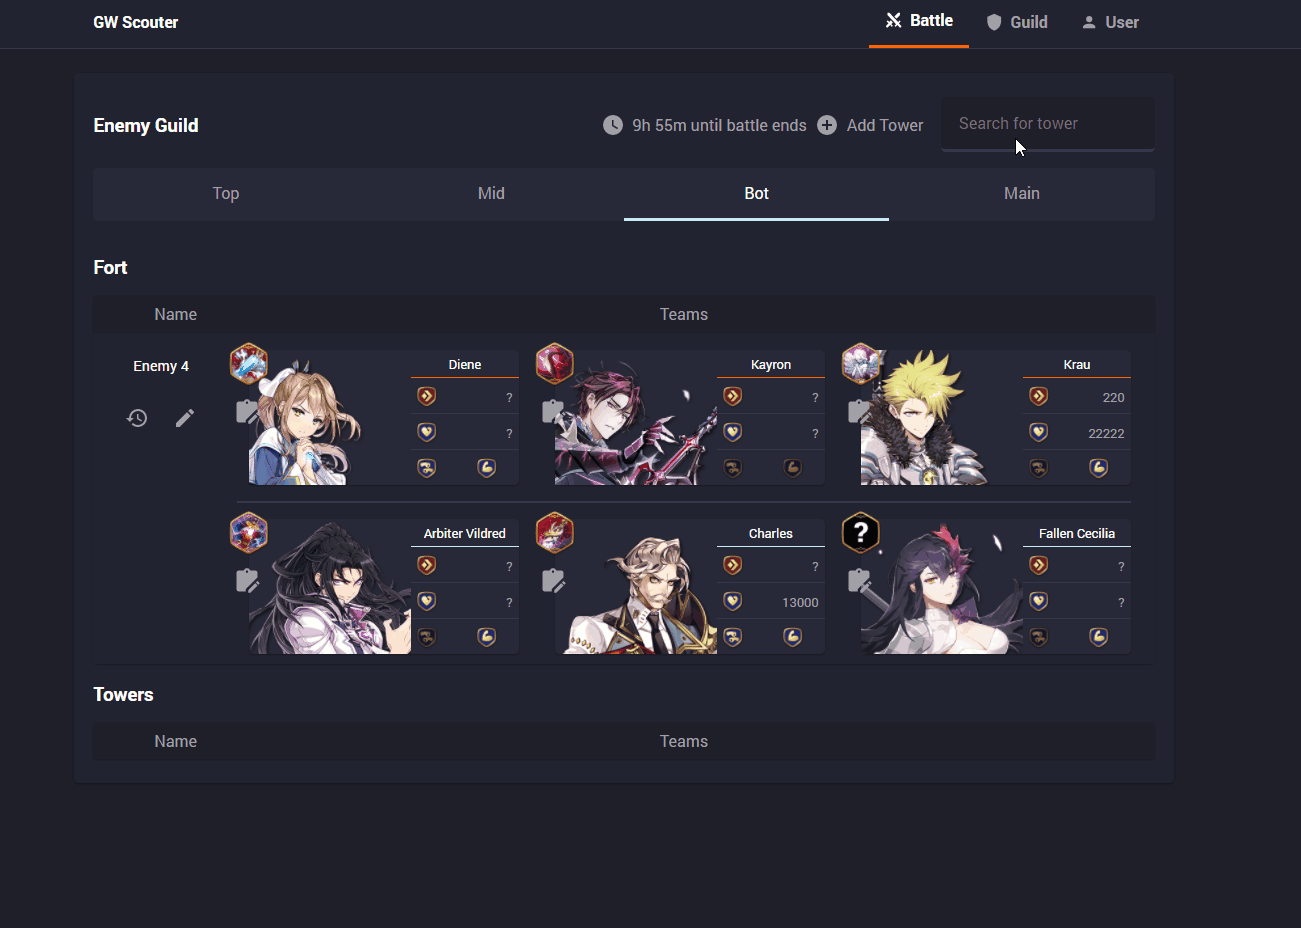 GW Scouter
Battle
Guild
User
Enemy Guild
9h 55m until battle ends
Add Tower
Search for tower
Top
Mid
Bot
Main
Fort
Name
Teams
Enemy 4
Diene
?
?
Kayron
?
?
Krau
220
22222
Arbiter Vildred
?
?
Charles
?
13000
?
Fallen Cecilia
?
?
Towers
Name
Teams